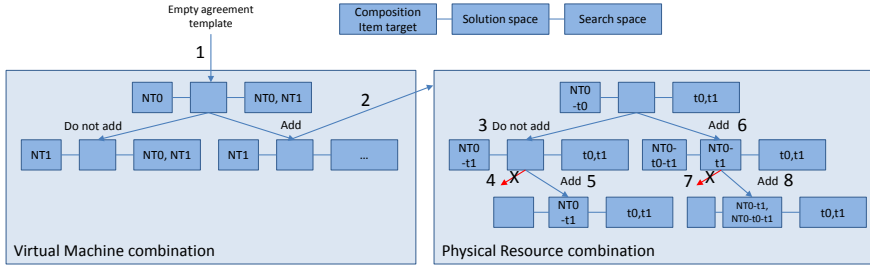 Empty agreement
template
Composition
Item target
Solution space
Search space
1
NT0
NT0, NT1
2
Do not add
Add
NT1
NT0, NT1
NT1
...
Virtual Machine combination
NT0
-t0
t0,t1
3
Do not add
Add
6
NT0
-t1
t0,t1
NT0-
t0-t1
NT0-
t1
t0,t1
4
X
Add
5
7
X
Add
8
NT0
-t1
t0,t1
NT0-t1,
NT0-t0-t1
t0,t1
Physical Resource combination